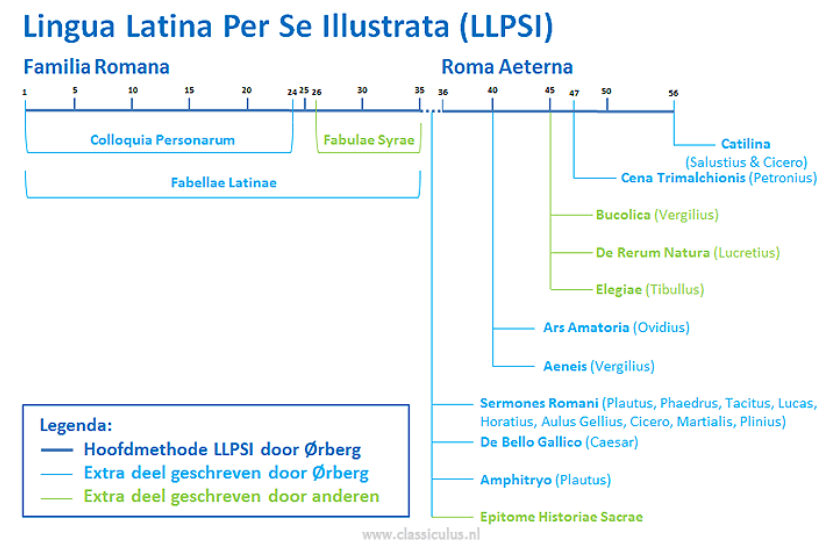 Lingua Latina Per Se Illustrata (LLPSI)
Familia Romana
Roma Aeterna
1 5 10 15 20 24 25 26 30 35 36 40 45 47 50 56
Colloquia Personarum
Fabulae Syrae
Catilina
(Salustius & Cicero)
Fabellae Latinae
Cena Trimalchionis (Petronius)
Bucolica (Vergilius)
De Rerum Natura (Lucretius)
Elegiae (Tibullus)
Ars Amatoria (Ovidius)
Aeneis (Vergilius)
Sermones Romani (Plautus, Phaedrus, Tacitus, Lucas,
Horatius, Aulus Gellius, Cicero, Martialis, Plinius)
De Bello Gallico (Caesar)
Amphitryo (Plautus)
Epitome Historiae Sacrae
Legenda:
Hoofdmethode LLPSI door Ørberg
Extra deel geschreven door Ørberg
Extra deel geschreven door anderen
www.classiculus.nl